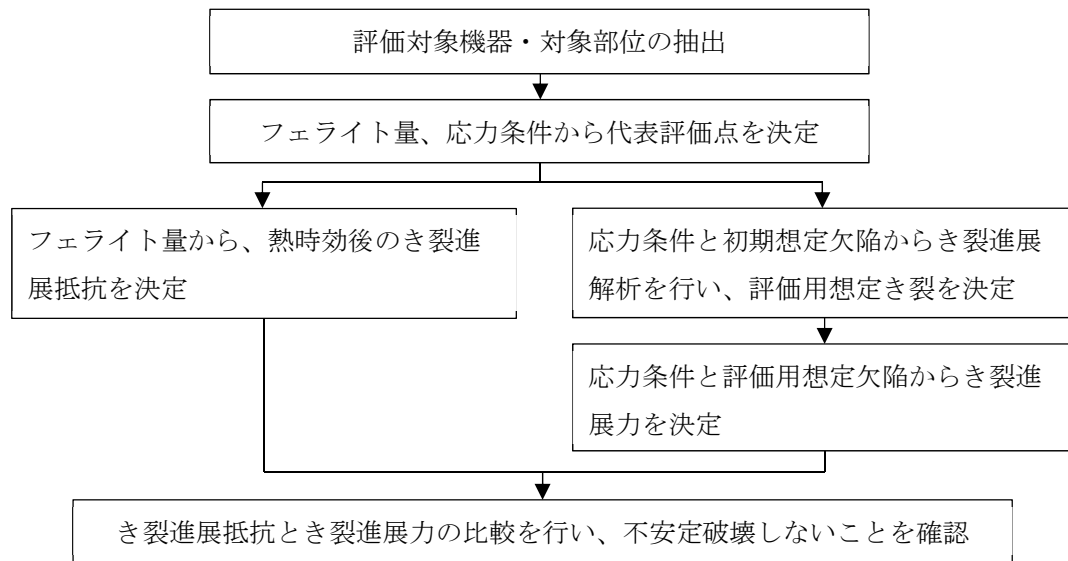 評価対象機器・対象部位の抽出
フェライト量、応力条件から代表評価点を決定
フェライト量から、熱時効後のき裂進
展抵抗を決定
応力条件と初期想定欠陥からき裂進展
解析を行い、評価用想定き裂を決定
応力条件と評価用想定欠陥からき裂進
展力を決定
き裂進展抵抗とき裂進展力の比較を行い、不安定破壊しないことを確認